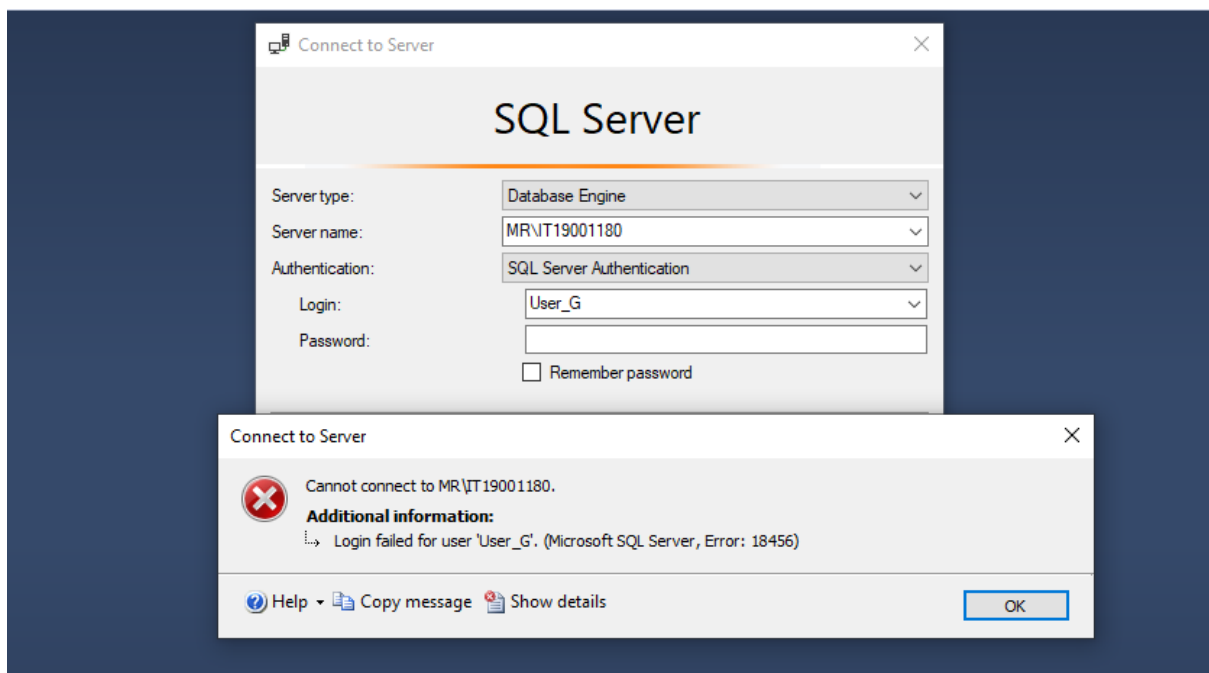 Connect to Server
SQL Server
Server type: Database Engine
Server name: MR\IT19001180
Authentication: SQL Server Authentication
Login: User_G
Password:
Remember password
Connect to Server
Cannot connect to MR\IT19001180.
Additional information:
Login failed for user 'User_G'. (Microsoft SQL Server, Error: 18456)
Help Copy message Show details OK